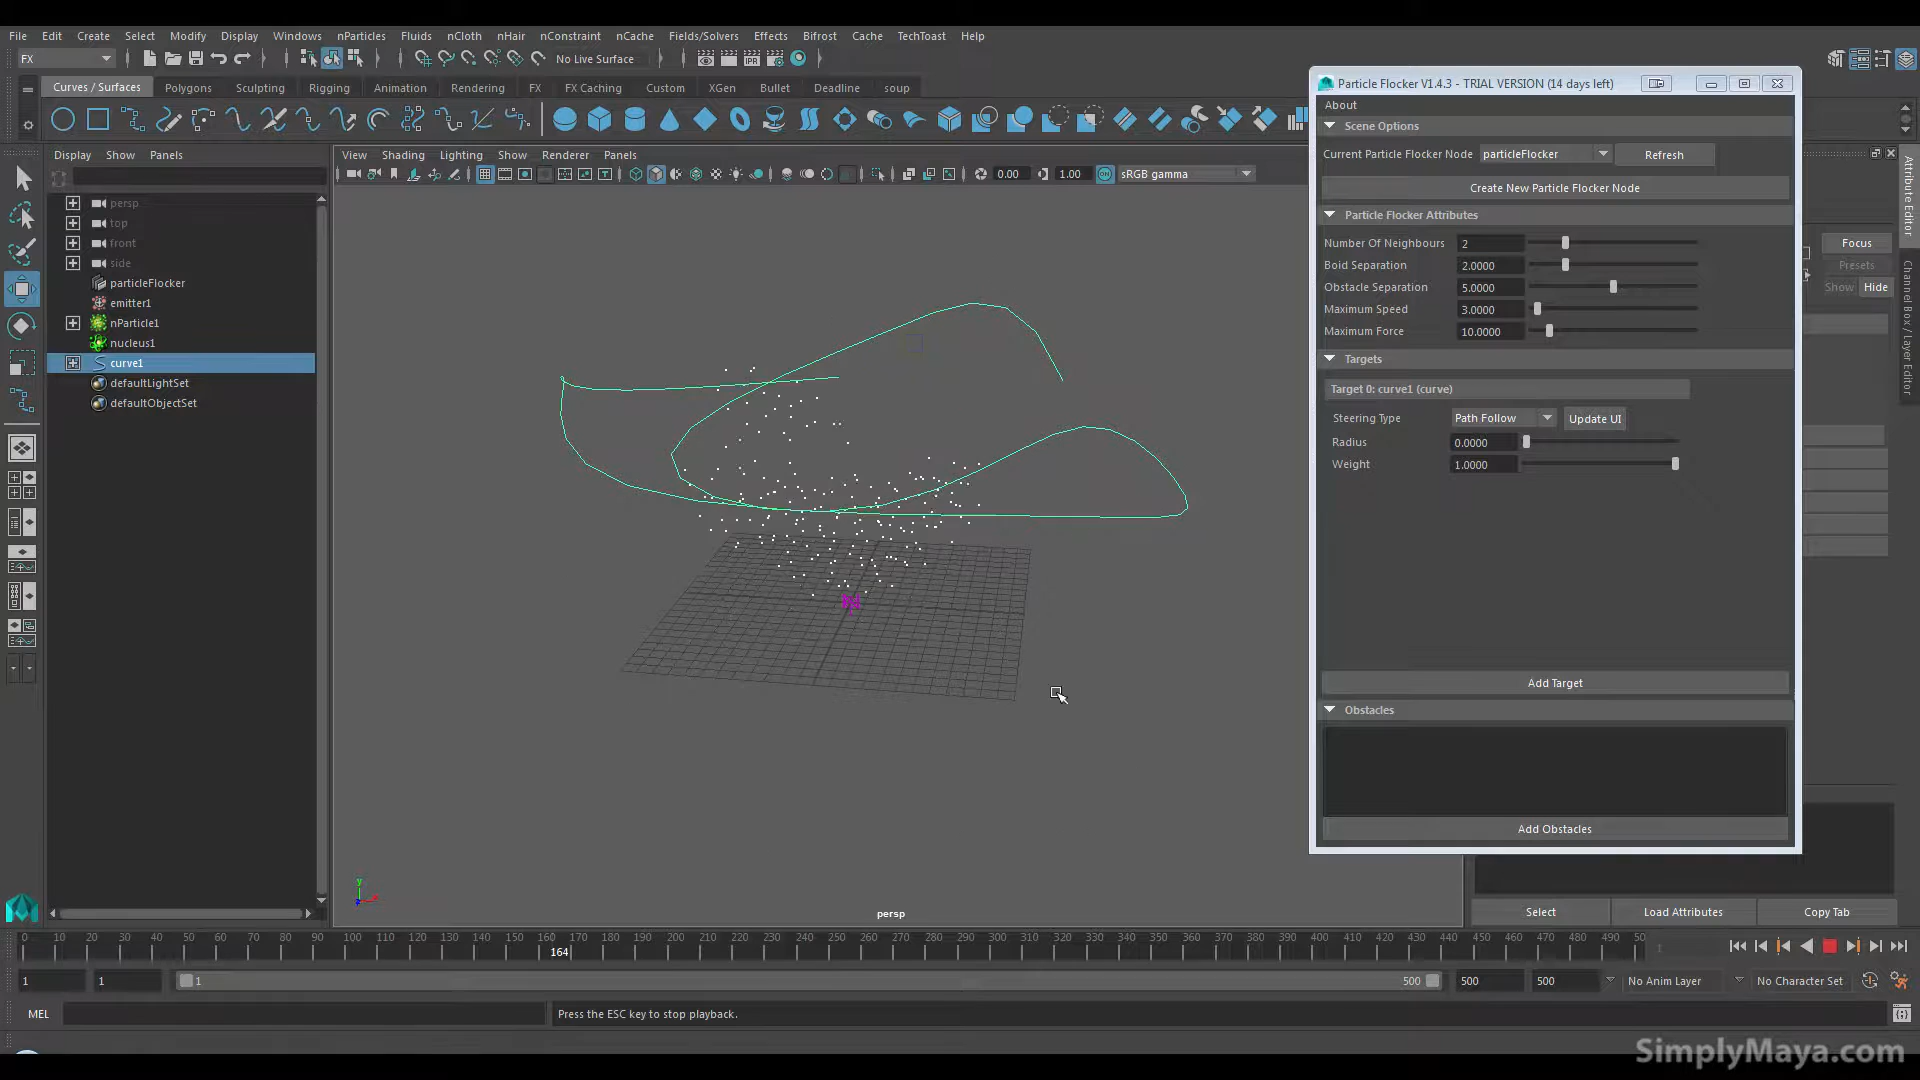 File Edit Create Select Modify Display Windows nParticles Fluids nCloth nHair nConstraint nCache Fields/Solvers Effects Bifrost Cache TechToast Help
FX
No Live Surface
Curves / Surfaces Polygons Sculpting Rigging Animation Rendering FX FX Caching Custom XGen Bullet Deadline soup
Display Show Panels
View Shading Lighting Show Renderer Panels
0.00 1.00 ON sRGB gamma
persp
top
front
side
particleFlocker
emitter1
nParticle1
nucleus1
curve1
defaultLightSet
defaultObjectSet
persp
y
Particle Flocker V1.4.3 - TRIAL VERSION (14 days left)
About
Scene Options
Current Particle Flocker Node particleFlocker Refresh
Create New Particle Flocker Node
Particle Flocker Attributes
Number Of Neighbours 2
Boid Separation 2.0000
Obstacle Separation 5.0000
Maximum Speed 3.0000
Maximum Force 10.0000
Targets
Target 0: curve1 (curve)
Steering Type Path Follow Update UI
Radius 0.0000
Weight 1.0000
Add Target
Obstacles
Add Obstacles
Focus
Presets
Show Hide
Attribute Editor
Channel Box / Layer Editor
Select Load Attributes Copy Tab
0 10 20 30 40 50 60 70 80 90 100 110 120 130 140 150 160 170 180 190 200 210 220 230 240 250 260 270 280 290 300 310 320 330 340 350 360 370 380 390 400 410 420 430 440 450 460 470 480 490 50
164
1
1 1 1 500 500 500 No Anim Layer No Character Set
MEL Press the ESC key to stop playback.
SimplyMaya.com